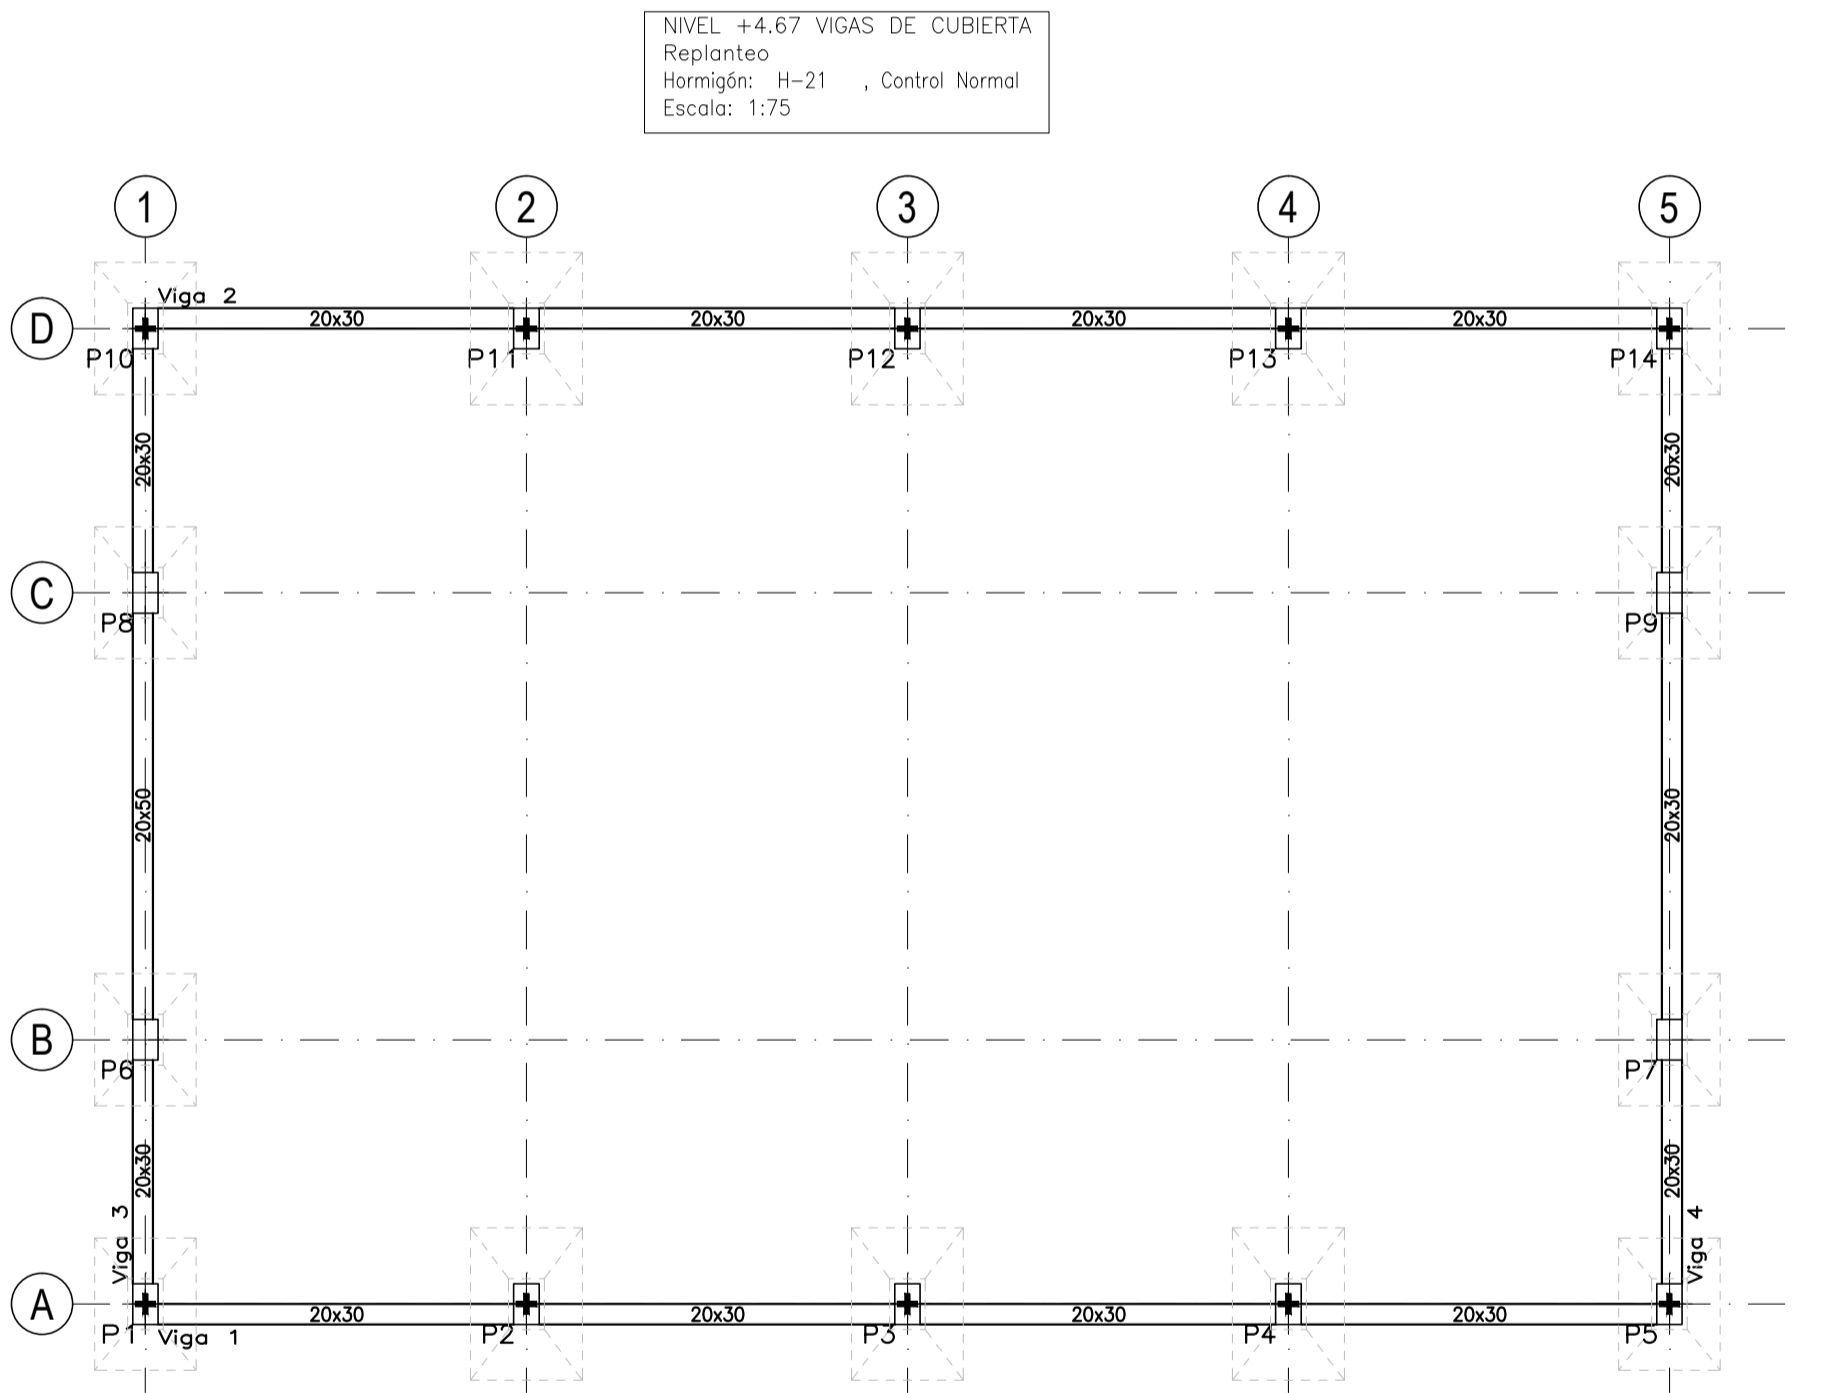 NIVEL +4.67 VIGAS DE CUBIERTA
Replanteo
Hormigón: H-21 , Control Normal
Escala: 1:75
1 2 3 4 5
Viga 2
D
20x30 20x30 20x30 20x30
P10 P11 P12 P13 P14
20x30 20x30
C
P8 P9
20x50 20x30
B
P6 P7
20x30 20x30
Viga 3 Viga 4
A
20x30 20x30 20x30 20x30
P1 Viga 1 P2 P3 P4 P5